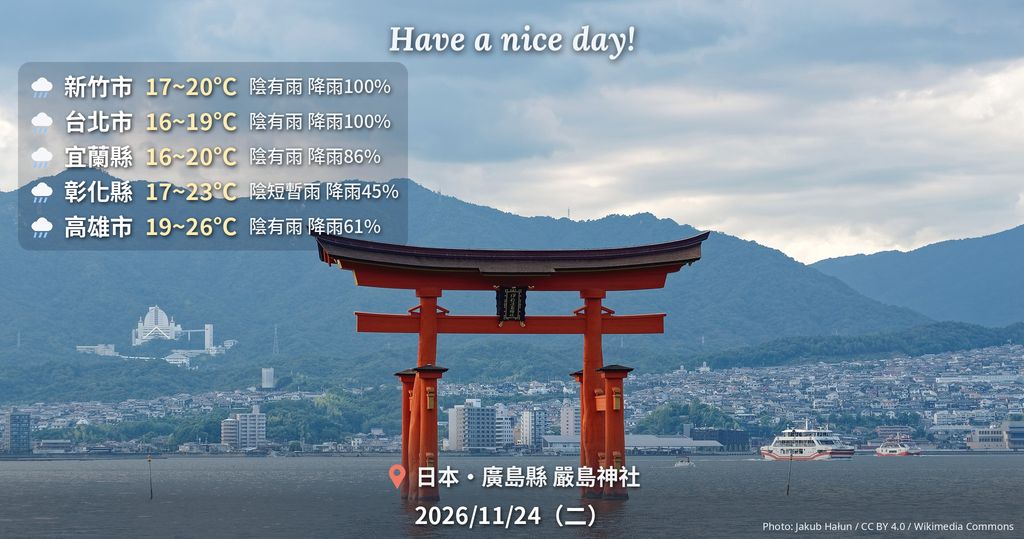 Have a nice day!
新竹市 17~20°C 陰有雨 降雨100%
台北市 16~19°C 陰有雨 降雨100%
宜蘭縣 16~20°C 陰有雨 降雨86%
彰化縣 17~23°C 陰短暫雨 降雨45%
高雄市 19~26°C 陰有雨 降雨61%
日本・廣島縣 嚴島神社
2026/11/24（二）
Photo: Jakub Hałun / CC BY 4.0 / Wikimedia Commons